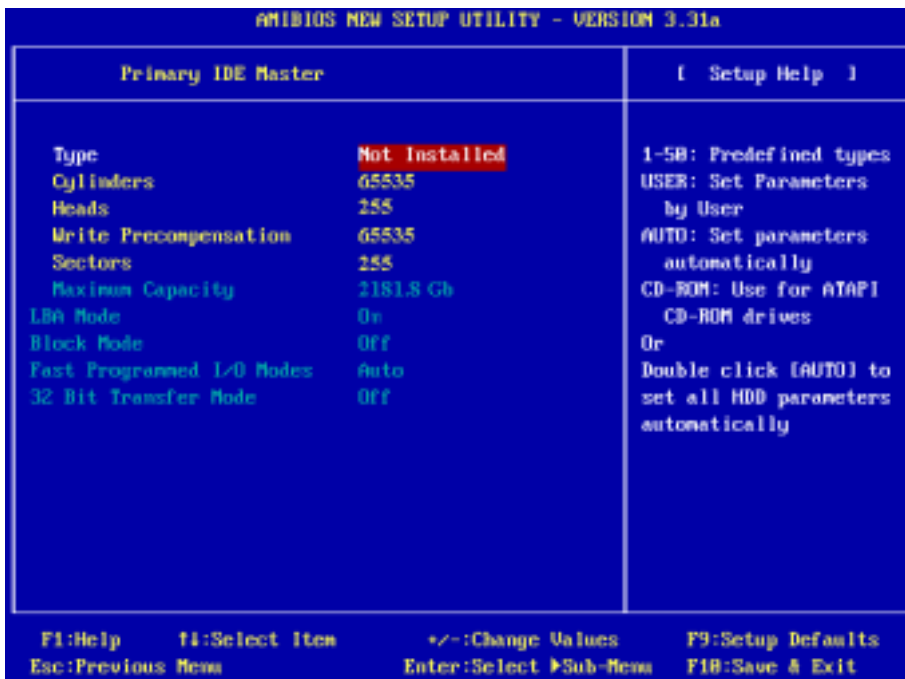 AMIBIOS NEW SETUP UTILITY - VERSION 3.31a
Primary IDE Master
[ Setup Help ]
Type Not Installed
Cylinders 65535
Heads 255
Write Precompensation 65535
Sectors 255
Maximum Capacity 2181.8 Gb
LBA Mode On
Block Mode Off
Fast Programmed I/O Modes Auto
32 Bit Transfer Mode Off
1-50: Predefined types
USER: Set Parameters
by User
AUTO: Set parameters
automatically
CD-ROM: Use for ATAPI
CD-ROM drives
Or
Double click [AUTO] to
set all HDD parameters
automatically
F1:Help ↑↓:Select Item +/-:Change Values F9:Setup Defaults
Esc:Previous Menu Enter:Select ▶Sub-Menu F10:Save & Exit